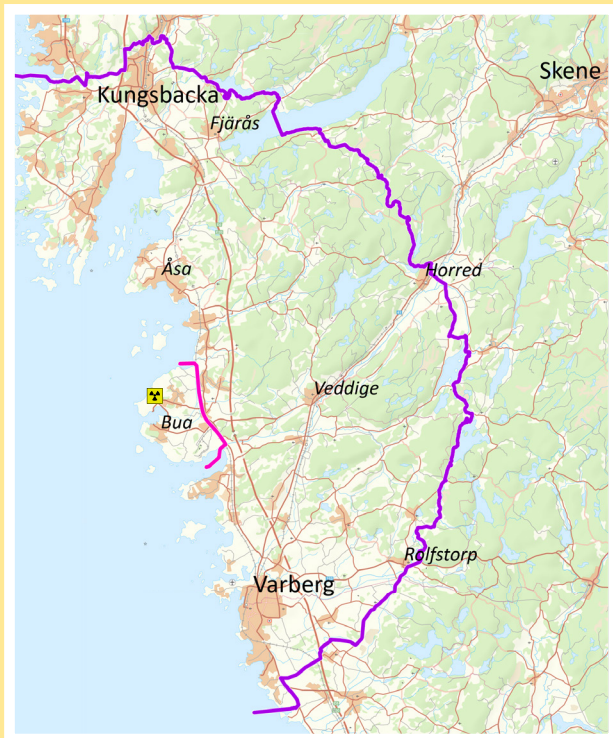 Skene
Kungsbacka
Fjärås
Åsa
Horred
Veddige
Bua
Rolfstorp
Varberg